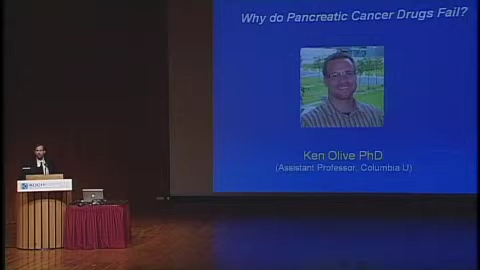 Why do Pancreatic Cancer Drugs Fail?
Ken Olive PhD
(Assistant Professor, Columbia U)